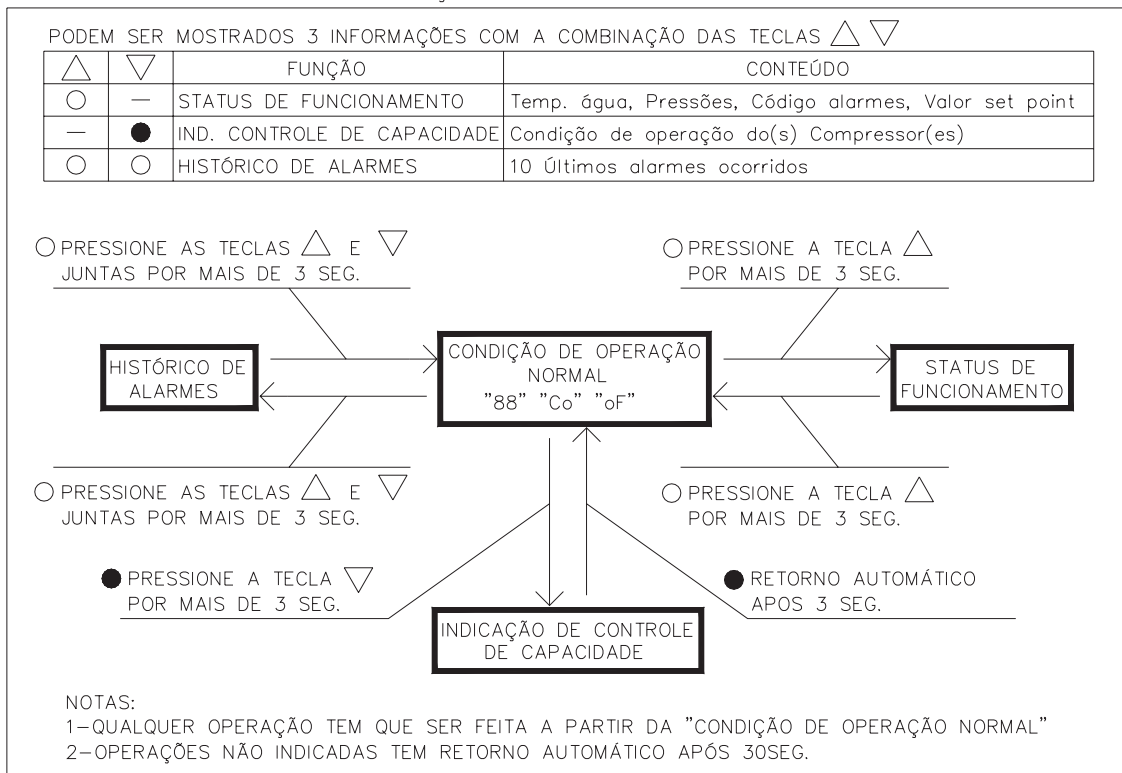 PODEM SER MOSTRADOS 3 INFORMAÇÕES COM A COMBINAÇÃO DAS TECLAS △ ▽
△ ▽ FUNÇÃO CONTEÚDO
○ — STATUS DE FUNCIONAMENTO Temp. água, Pressões, Código alarmes, Valor set point
— ● IND. CONTROLE DE CAPACIDADE Condição de operação do(s) Compressor(es)
○ ○ HISTÓRICO DE ALARMES 10 Últimos alarmes ocorridos
○ PRESSIONE AS TECLAS △ E ▽
JUNTAS POR MAIS DE 3 SEG.
○ PRESSIONE A TECLA △
POR MAIS DE 3 SEG.
HISTÓRICO DE
ALARMES
CONDIÇÃO DE OPERAÇÃO
NORMAL
"88" "Co" "oF"
STATUS DE
FUNCIONAMENTO
○ PRESSIONE AS TECLAS △ E ▽
JUNTAS POR MAIS DE 3 SEG.
○ PRESSIONE A TECLA △
POR MAIS DE 3 SEG.
● PRESSIONE A TECLA ▽
POR MAIS DE 3 SEG.
● RETORNO AUTOMÁTICO
APOS 3 SEG.
INDICAÇÃO DE CONTROLE
DE CAPACIDADE
NOTAS:
1-QUALQUER OPERAÇÃO TEM QUE SER FEITA A PARTIR DA "CONDIÇÃO DE OPERAÇÃO NORMAL"
2-OPERAÇÕES NÃO INDICADAS TEM RETORNO AUTOMÁTICO APÓS 30SEG.